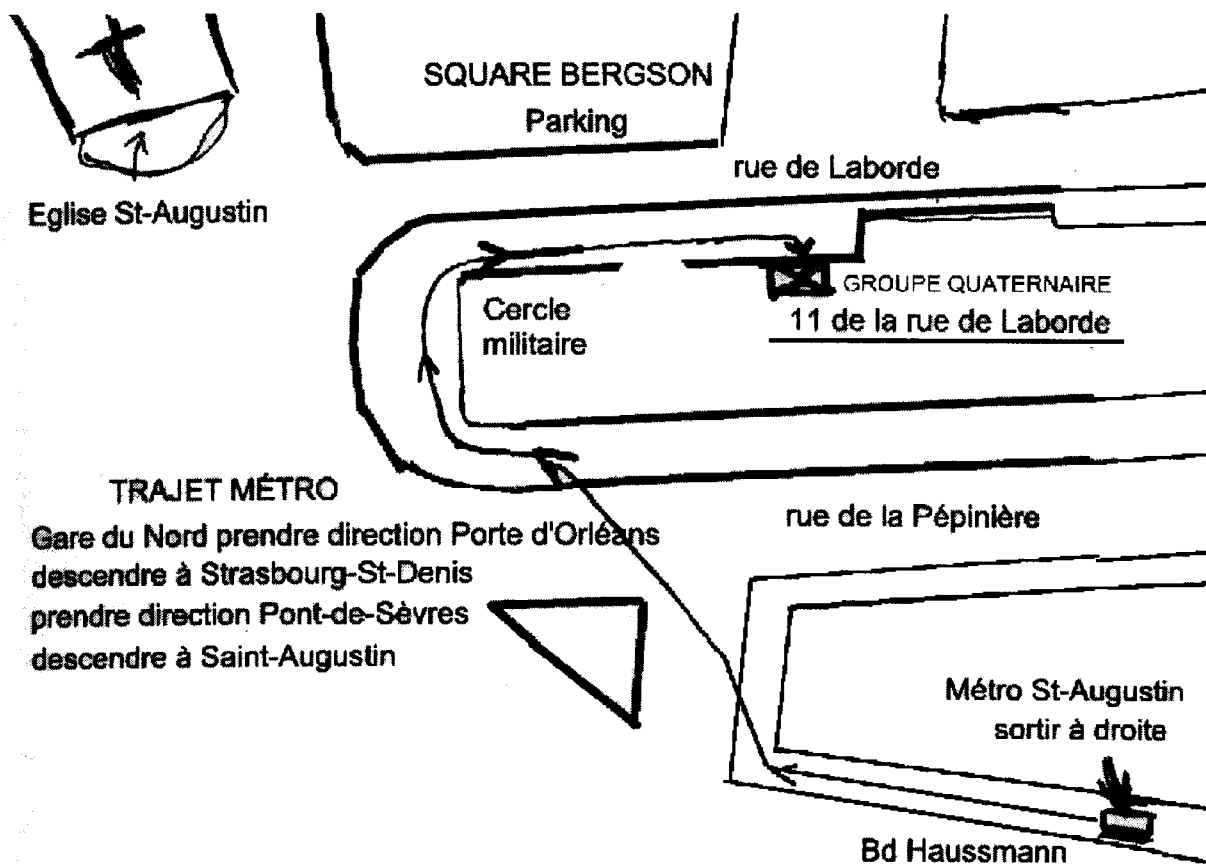 SQUARE BERGSON
Parking
rue de Laborde
Eglise St-Augustin
GROUPE QUATERNAIRE
11 de la rue de Laborde
Cercle
militaire
TRAJET MÉTRO
Gare du Nord prendre direction Porte d'Orléans
descendre à Strasbourg-St-Denis
prendre direction Pont-de-Sèvres
descendre à Saint-Augustin
rue de la Pépinière
Métro St-Augustin
sortir à droite
Bd Haussmann